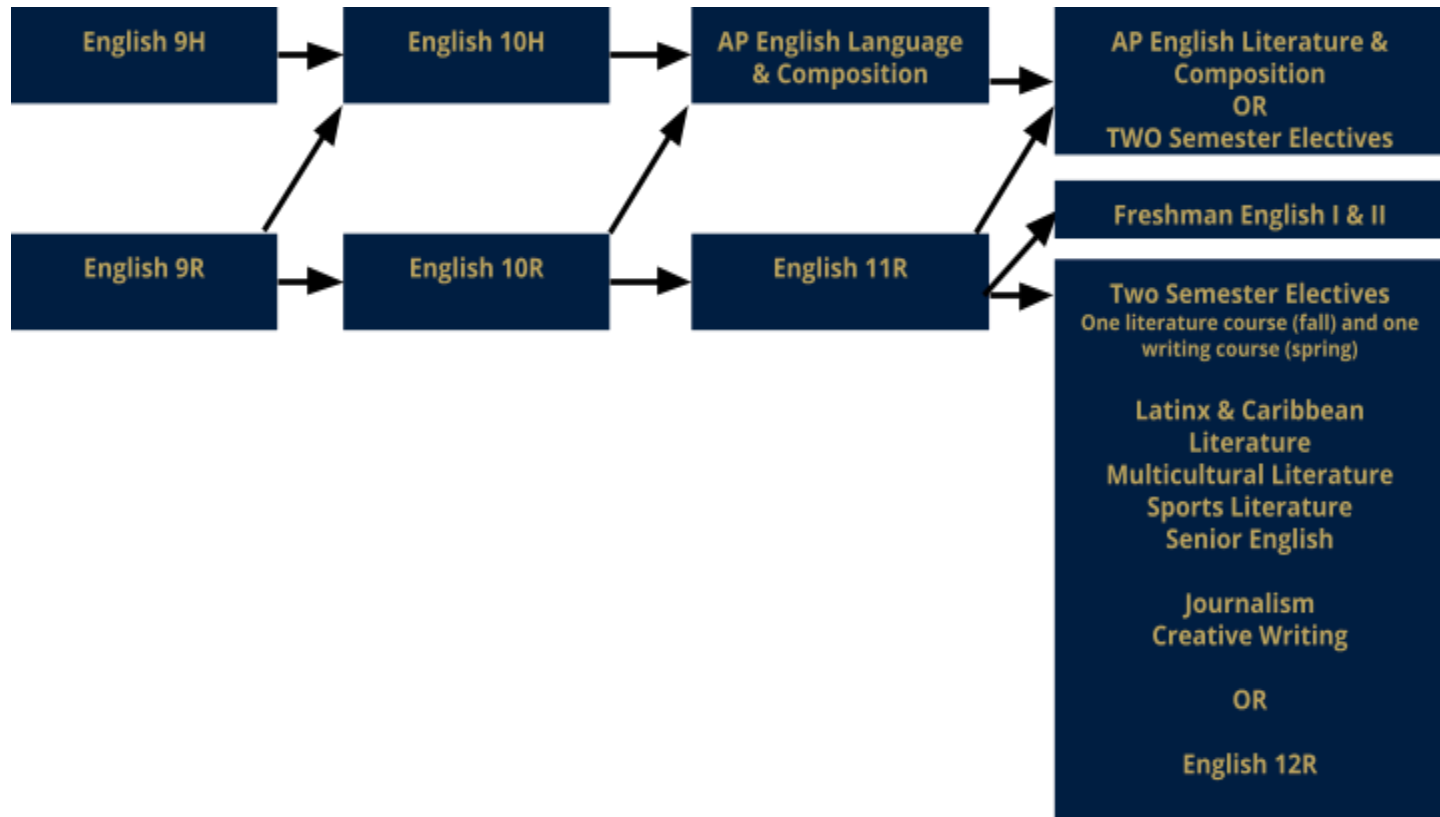 English 9H
English 10H
AP English Language
& Composition
AP English Literature &
Composition
OR
TWO Semester Electives
Freshman English I & II
English 9R
English 10R
English 11R
Two Semester Electives
One literature course (fall) and one
writing course (spring)
Latinx & Caribbean
Literature
Multicultural Literature
Sports Literature
Senior English
Journalism
Creative Writing
OR
English 12R